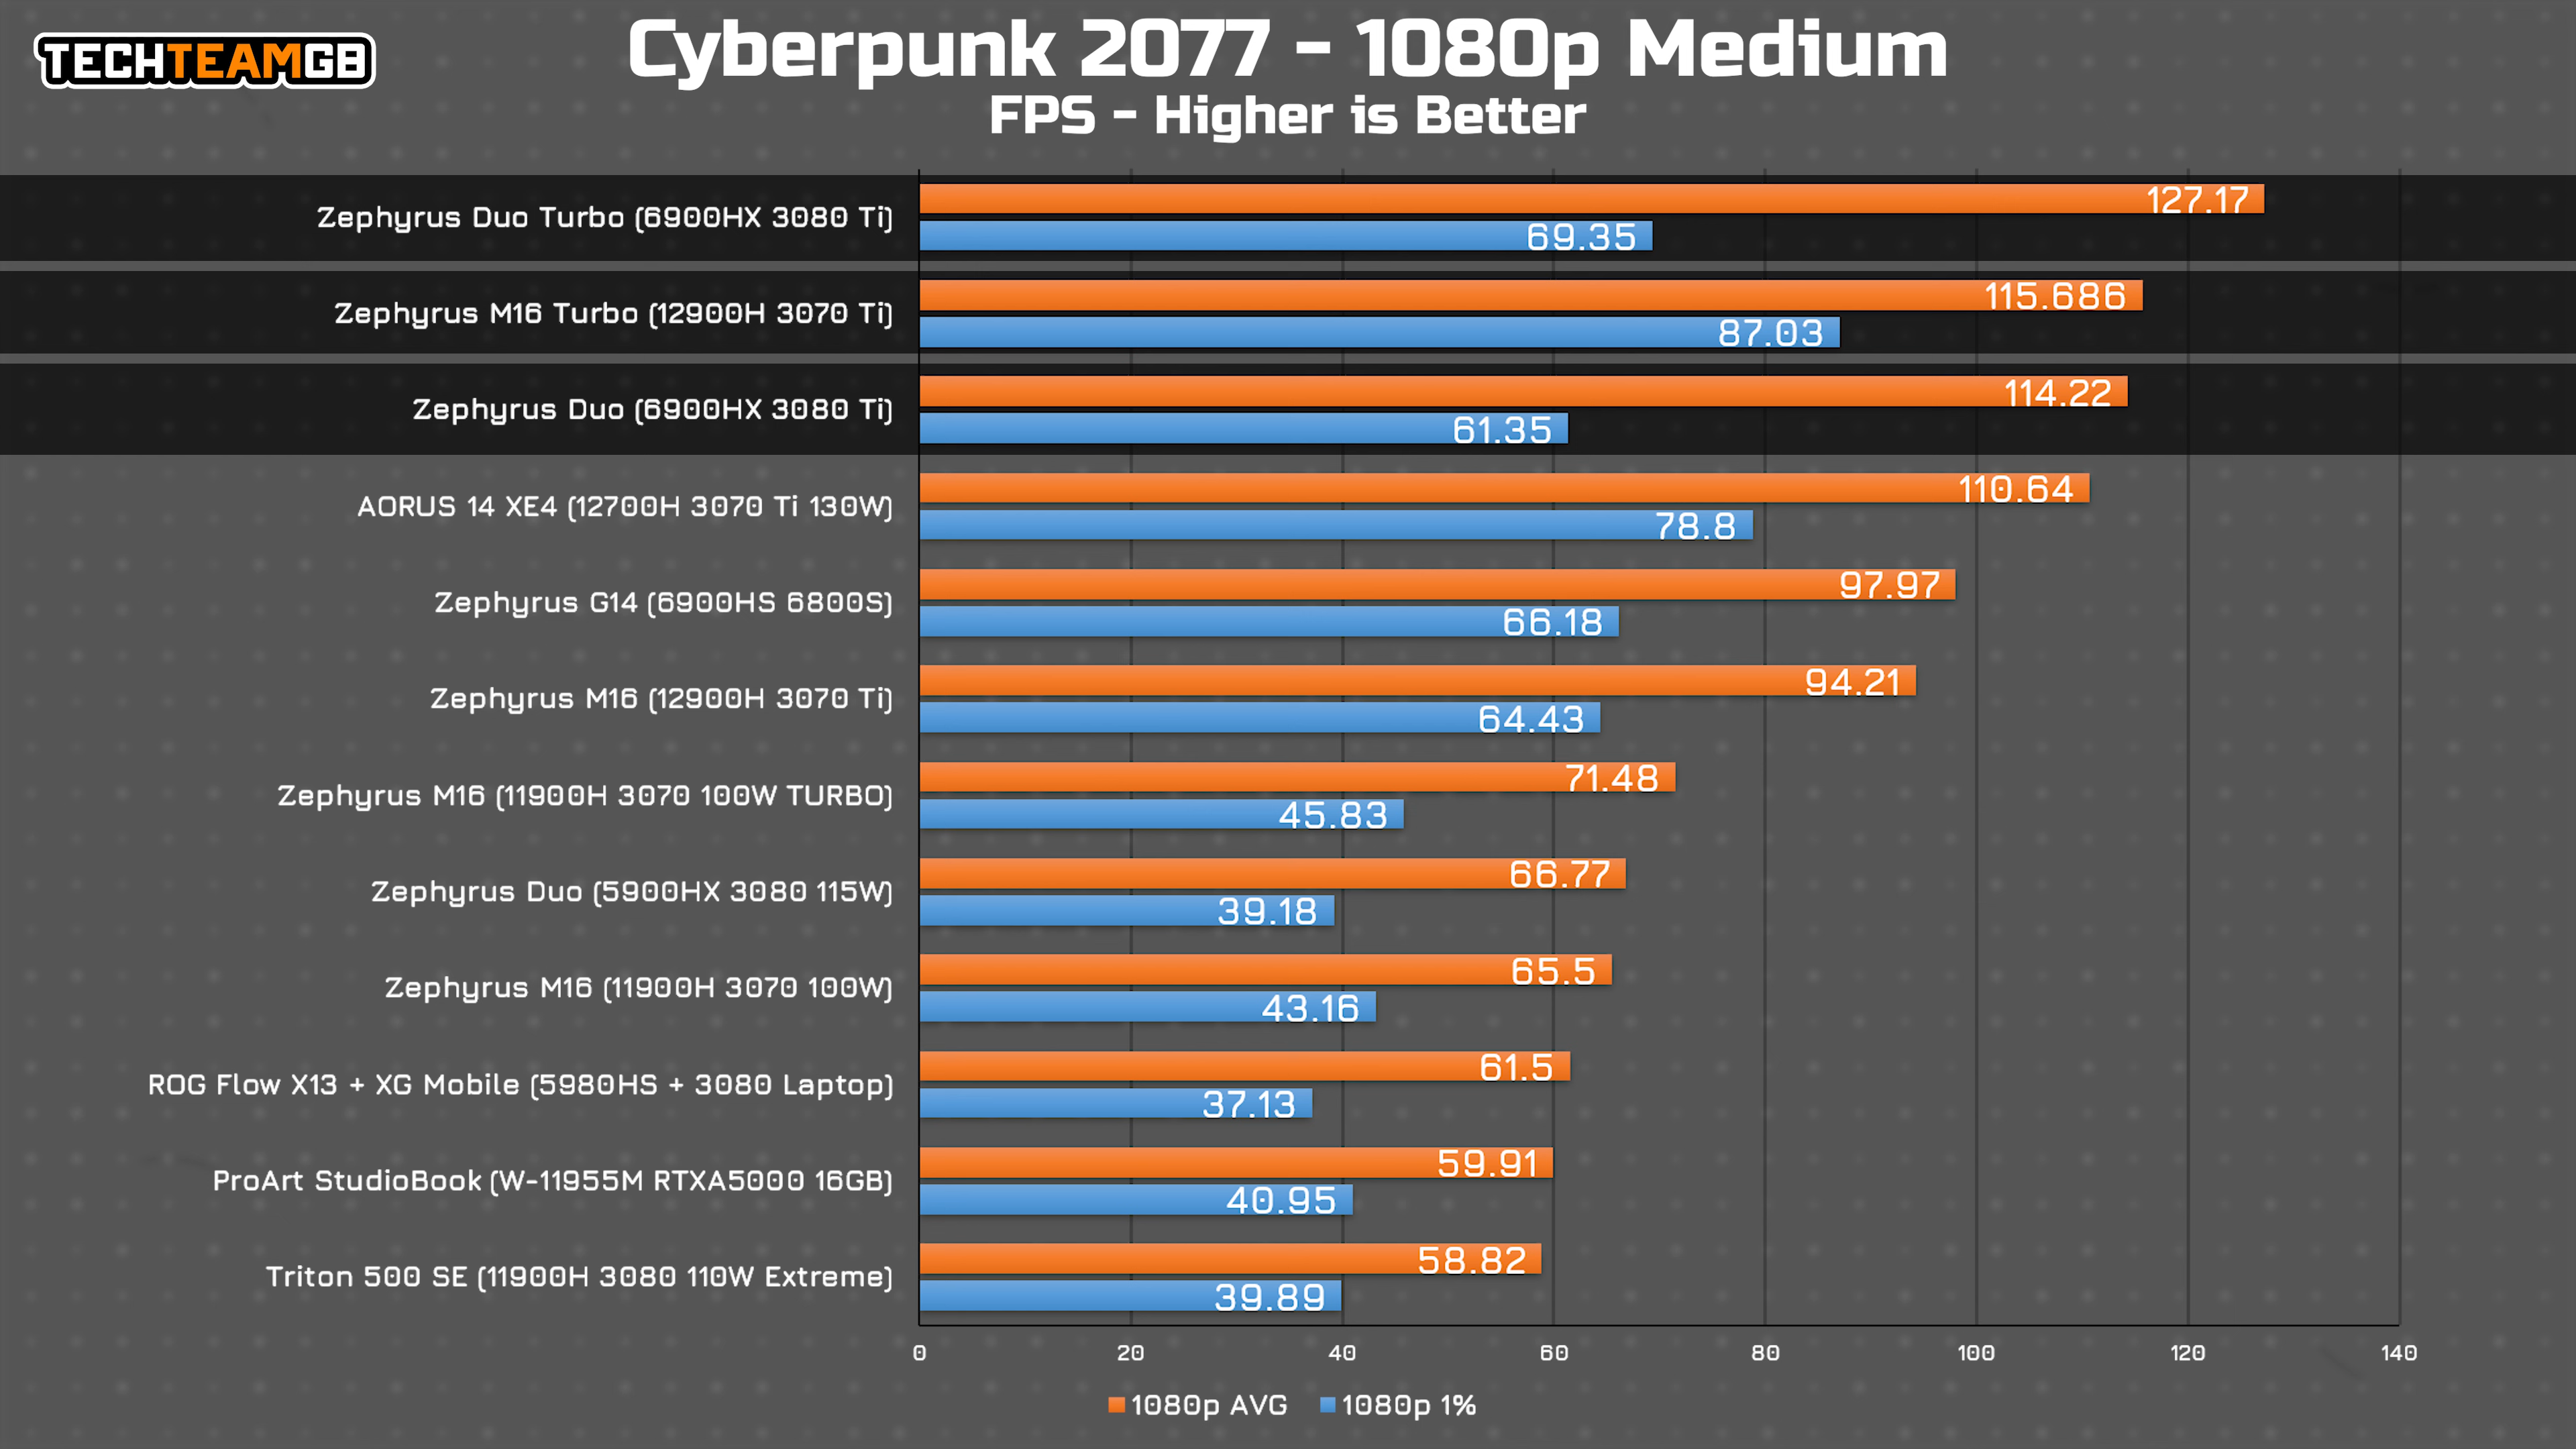 TECHTEAMGB
Cyberpunk 2077 - 1080p Medium
FPS - Higher is Better
Zephyrus Duo Turbo (6900HX 3080 Ti)
127.17
69.35
Zephyrus M16 Turbo (12900H 3070 Ti)
115.686
87.03
Zephyrus Duo (6900HX 3080 Ti)
114.22
61.35
AORUS 14 XE4 (12700H 3070 Ti 130W)
110.64
78.8
Zephyrus G14 (6900HS 6800S)
97.97
66.18
Zephyrus M16 (12900H 3070 Ti)
94.21
64.43
Zephyrus M16 (11900H 3070 100W TURBO)
71.48
45.83
Zephyrus Duo (5900HX 3080 115W)
66.77
39.18
Zephyrus M16 (11900H 3070 100W)
65.5
43.16
ROG Flow X13 + XG Mobile (5980HS + 3080 Laptop)
61.5
37.13
ProArt StudioBook (W-11955M RTXA5000 16GB)
59.91
40.95
Triton 500 SE (11900H 3080 110W Extreme)
58.82
39.89
0 20 40 60 80 100 120 140
1080p AVG 1080p 1%